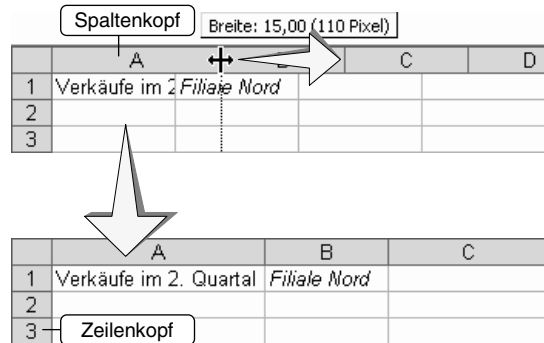 Spaltenkopf
Breite: 15,00 (110 Pixel)
A C D
1 Verkäufe im 2 Filiale Nord
2
3
A B C
1 Verkäufe im 2. Quartal Filiale Nord
2
3 Zeilenkopf